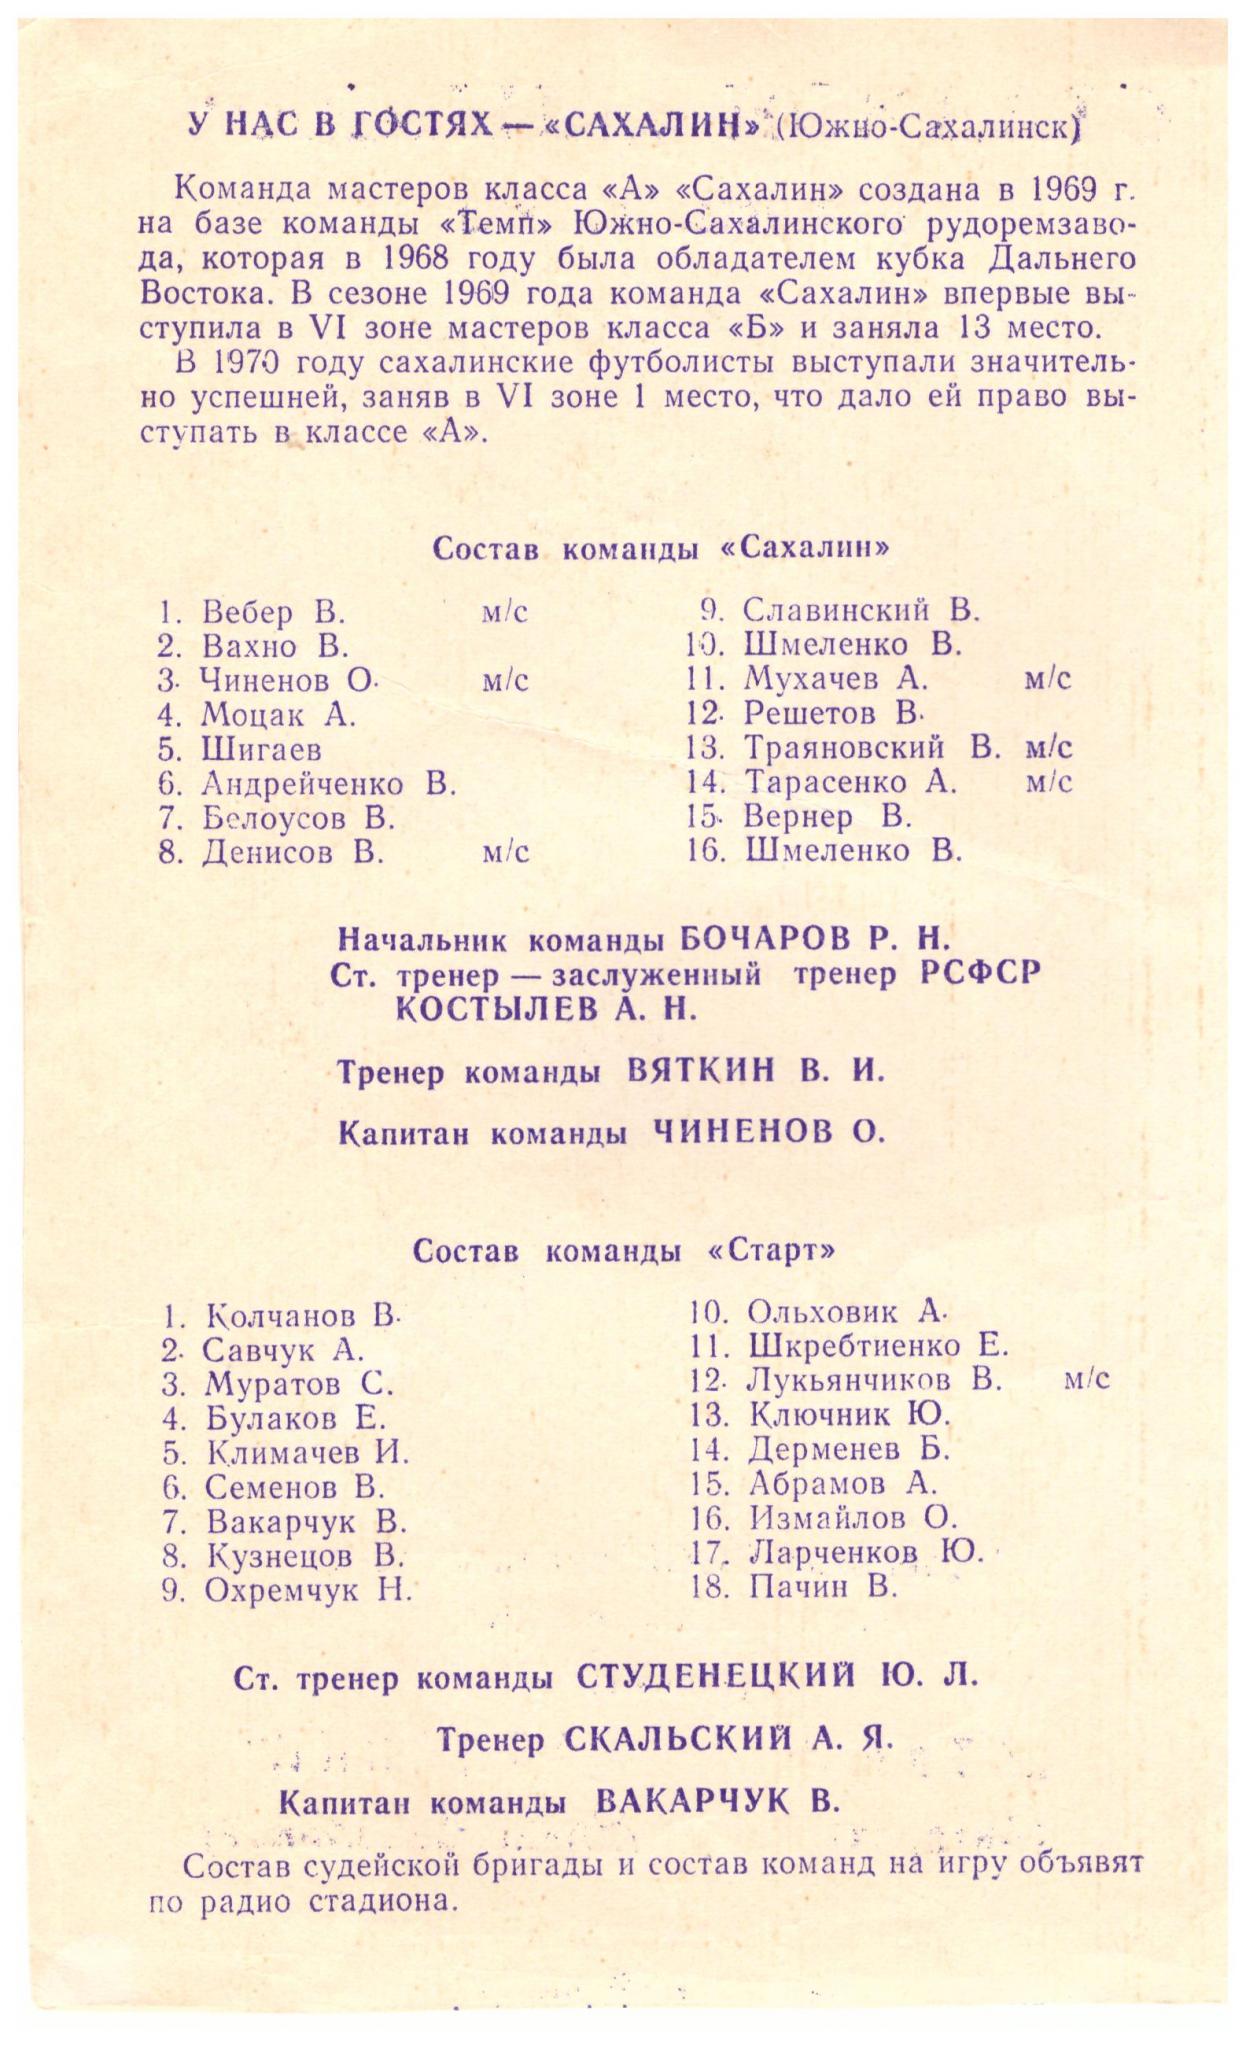 У НАС В ГОСТЯХ — «САХАЛИН» (Южно-Сахалинск)
Команда мастеров класса «А» «Сахалин» создана в 1969 г.
на базе команды «Темп» Южно-Сахалинского рудоремзаво-
да, которая в 1968 году была обладателем кубка Дальнего
Востока. В сезоне 1969 года команда «Сахалин» впервые вы-
ступила в VI зоне мастеров класса «Б» и заняла 13 место.
В 1970 году сахалинские футболисты выступали значитель-
но успешней, заняв в VI зоне 1 место, что дало ей право вы-
ступать в классе «А».
Состав команды «Сахалин»
1. Вебер В. м/с
2. Вахно В.
3. Чиненов О. м/с
4. Моцак А.
5. Шигаев
6. Андрейченко В.
7. Белоусов В.
8. Денисов В. м/с
9. Славинский В.
10. Шмеленко В.
11. Мухачев А. м/с
12. Решетов В.
13. Траяновский В. м/с
14. Тарасенко А. м/с
15. Вернер В.
16. Шмеленко В.
Начальник команды БОЧАРОВ Р. Н.
Ст. тренер — заслуженный тренер РСФСР
КОСТЫЛЕВ А. Н.
Тренер команды ВЯТКИН В. И.
Капитан команды ЧИНЕНОВ О.
Состав команды «Старт»
1. Колчанов В.
2. Савчук А.
3. Муратов С.
4. Булаков Е.
5. Климачев И.
6. Семенов В.
7. Вакарчук В.
8. Кузнецов В.
9. Охремчук Н.
10. Ольховик А.
11. Шкребтиенко Е.
12. Лукьянчиков В. м/с
13. Ключник Ю.
14. Дерменев Б.
15. Абрамов А.
16. Измайлов О.
17. Ларченков Ю.
18. Пачин В.
Ст. тренер команды СТУДЕНЕЦКИЙ Ю. Л.
Тренер СКАЛЬСКИЙ А. Я.
Капитан команды ВАКАРЧУК В.
Состав судейской бригады и состав команд на игру объявят
по радио стадиона.